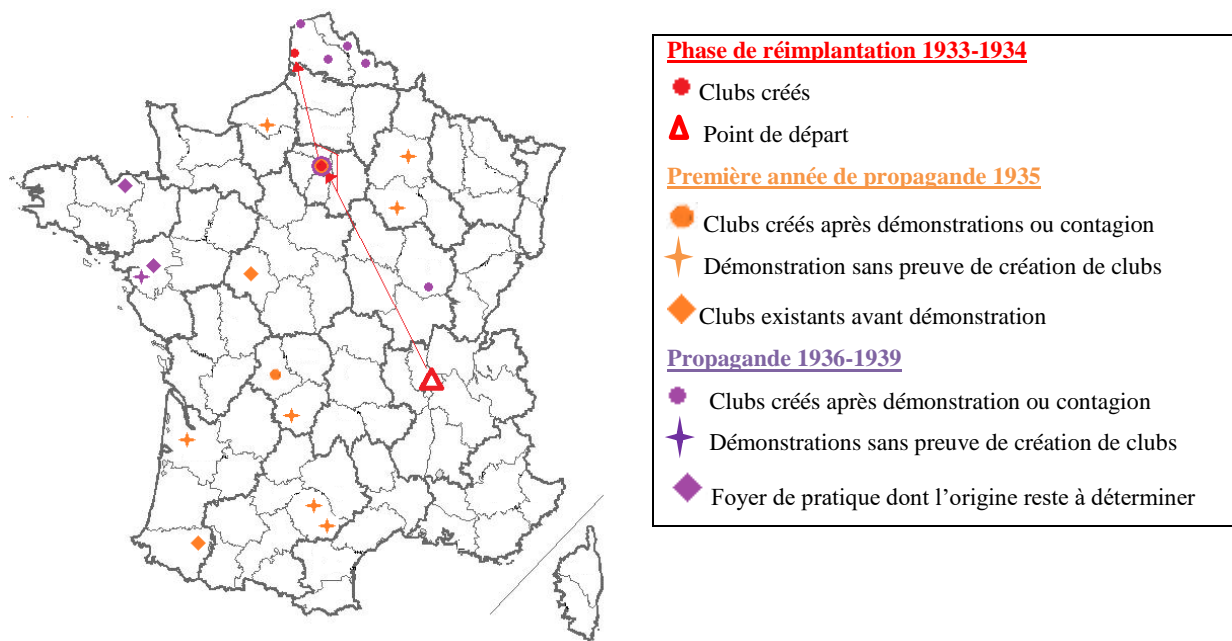 Phase de réimplantation 1933-1934
Clubs créés
Point de départ
Première année de propagande 1935
Clubs créés après démonstrations ou contagion
Démonstration sans preuve de création de clubs
Clubs existants avant démonstration
Propagande 1936-1939
Clubs créés après démonstration ou contagion
Démonstrations sans preuve de création de clubs
Foyer de pratique dont l’origine reste à déterminer